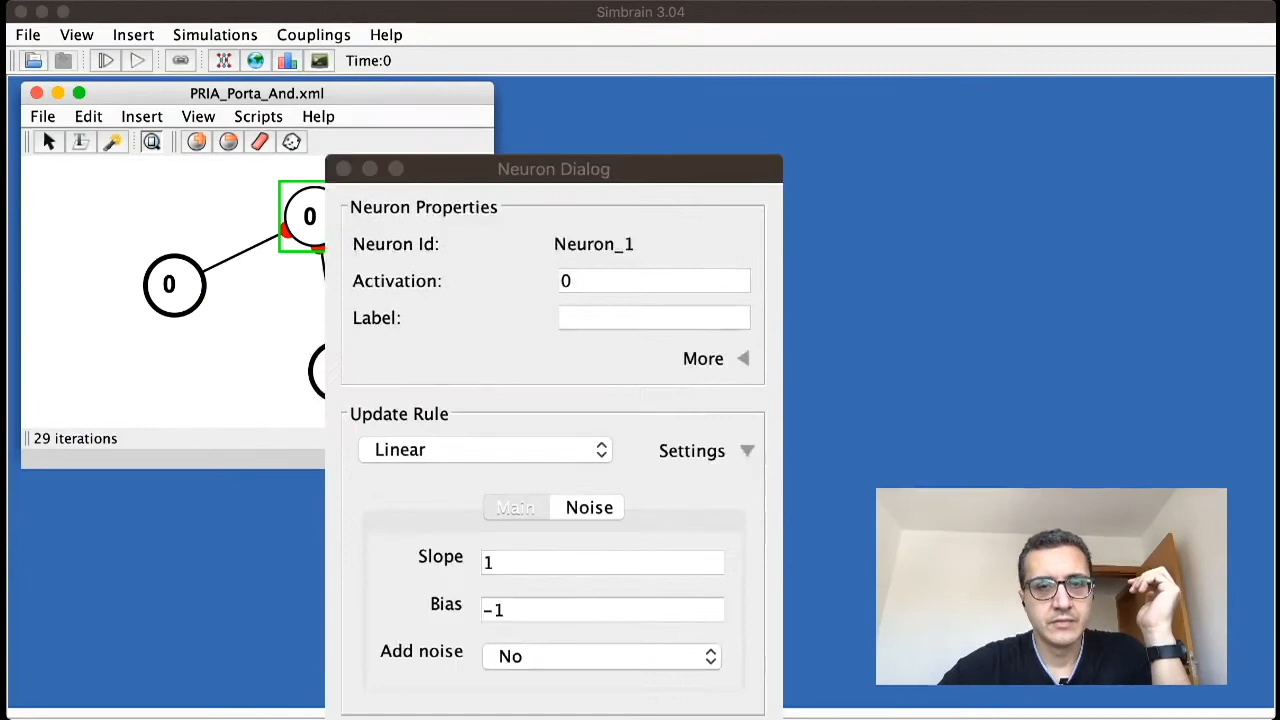 Simbrain 3.04
File View Insert Simulations Couplings Help
Time:0
PRIA_Porta_And.xml
File Edit Insert View Scripts Help
0
0
29 iterations
Neuron Dialog
Neuron Properties
Neuron Id: Neuron_1
Activation: 0
Label:
More
Update Rule
Linear Settings
Main Noise
Slope 1
Bias -1
Add noise No